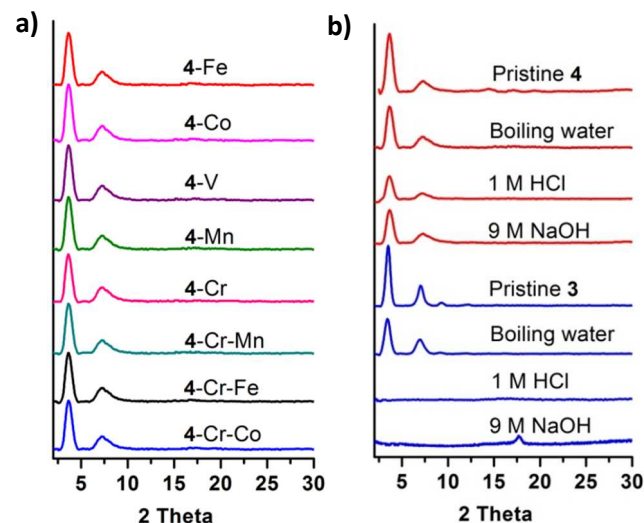 a)
4-Fe
4-Co
4-V
4-Mn
4-Cr
4-Cr-Mn
4-Cr-Fe
4-Cr-Co
5 10 15 20 25 30
2 Theta
b)
Pristine 4
Boiling water
1 M HCl
9 M NaOH
Pristine 3
Boiling water
1 M HCl
9 M NaOH
5 10 15 20 25 30
2 Theta